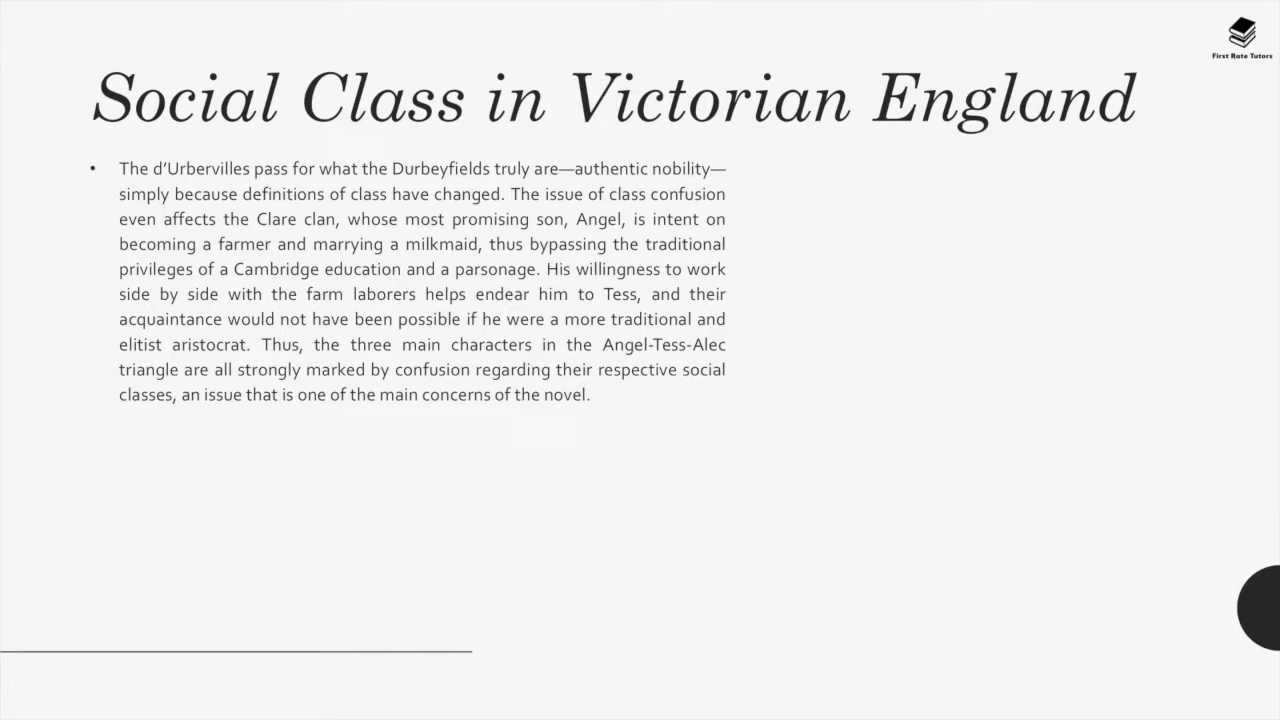 First Rate Tutors
Social Class in Victorian England
• The d’Urbervilles pass for what the Durbeyfields truly are—authentic nobility—
simply because definitions of class have changed. The issue of class confusion
even affects the Clare clan, whose most promising son, Angel, is intent on
becoming a farmer and marrying a milkmaid, thus bypassing the traditional
privileges of a Cambridge education and a parsonage. His willingness to work
side by side with the farm laborers helps endear him to Tess, and their
acquaintance would not have been possible if he were a more traditional and
elitist aristocrat. Thus, the three main characters in the Angel-Tess-Alec
triangle are all strongly marked by confusion regarding their respective social
classes, an issue that is one of the main concerns of the novel.